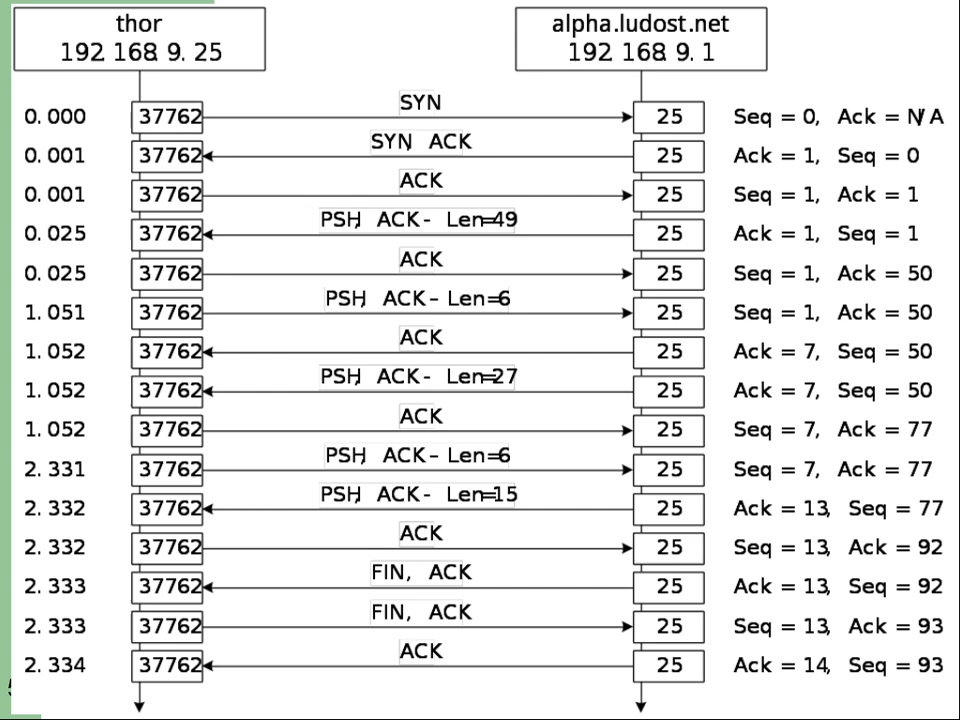 thor
192.168.9.25
alpha.ludost.net
192.168.9.1
0.000 37762 SYN 25 Seq = 0, Ack = N/A
0.001 37762 SYN, ACK 25 Ack = 1, Seq = 0
0.001 37762 ACK 25 Seq = 1, Ack = 1
0.025 37762 PSH, ACK - Len=49 25 Ack = 1, Seq = 1
0.025 37762 ACK 25 Seq = 1, Ack = 50
1.051 37762 PSH, ACK - Len=6 25 Seq = 1, Ack = 50
1.052 37762 ACK 25 Ack = 7, Seq = 50
1.052 37762 PSH, ACK - Len=27 25 Ack = 7, Seq = 50
1.052 37762 ACK 25 Seq = 7, Ack = 77
2.331 37762 PSH, ACK - Len=6 25 Seq = 7, Ack = 77
2.332 37762 PSH, ACK - Len=15 25 Ack = 13, Seq = 77
2.332 37762 ACK 25 Seq = 13, Ack = 92
2.333 37762 FIN, ACK 25 Ack = 13, Seq = 92
2.333 37762 FIN, ACK 25 Seq = 13, Ack = 93
2.334 37762 ACK 25 Ack = 14, Seq = 93